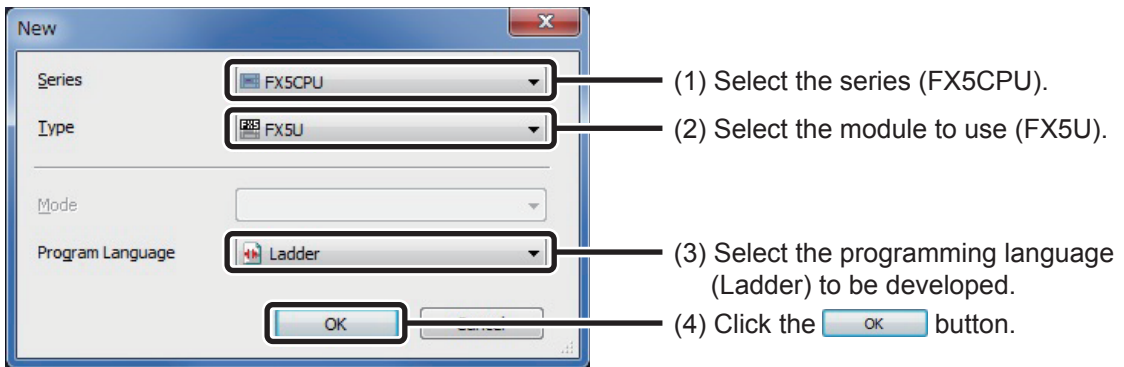 New
Series
FX5CPU
(1) Select the series (FX5CPU).
Type
FX5
FX5U
(2) Select the module to use (FX5U).
Mode
Program Language
Ladder
(3) Select the programming language
(Ladder) to be developed.
OK
(4) Click the OK button.